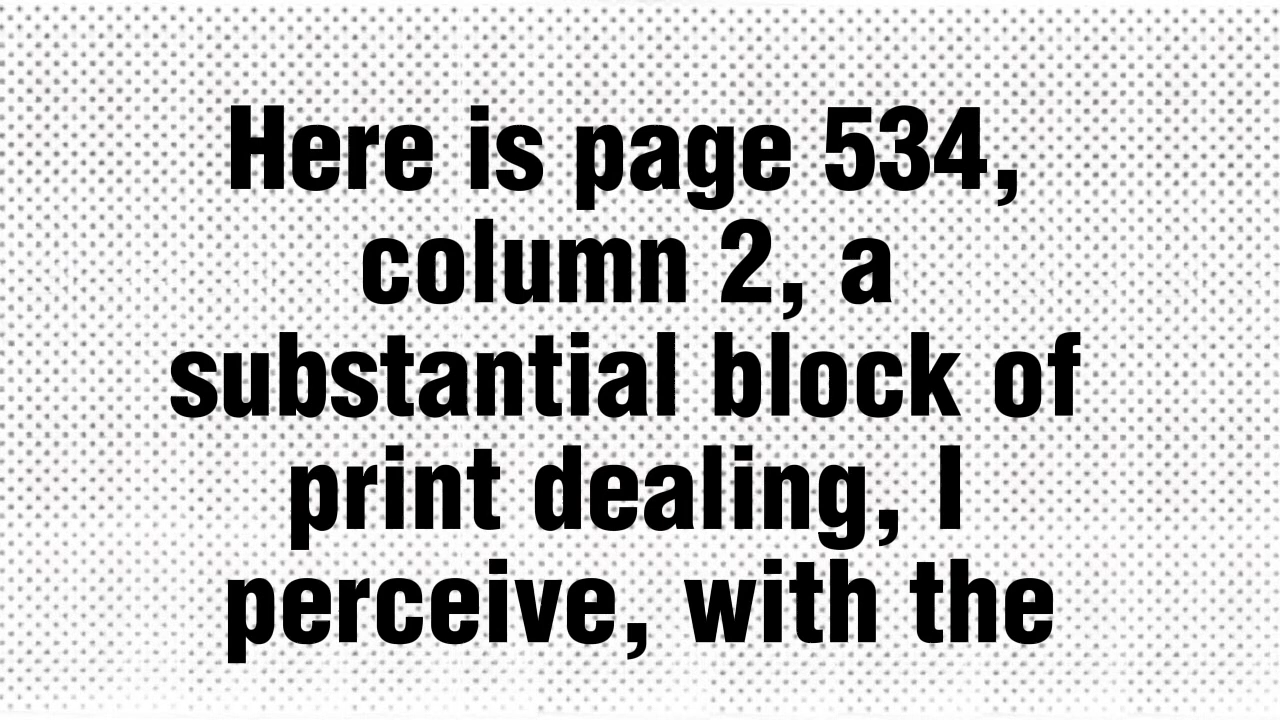 Here is page 534,
column 2, a
substantial block of
print dealing, I
perceive, with the